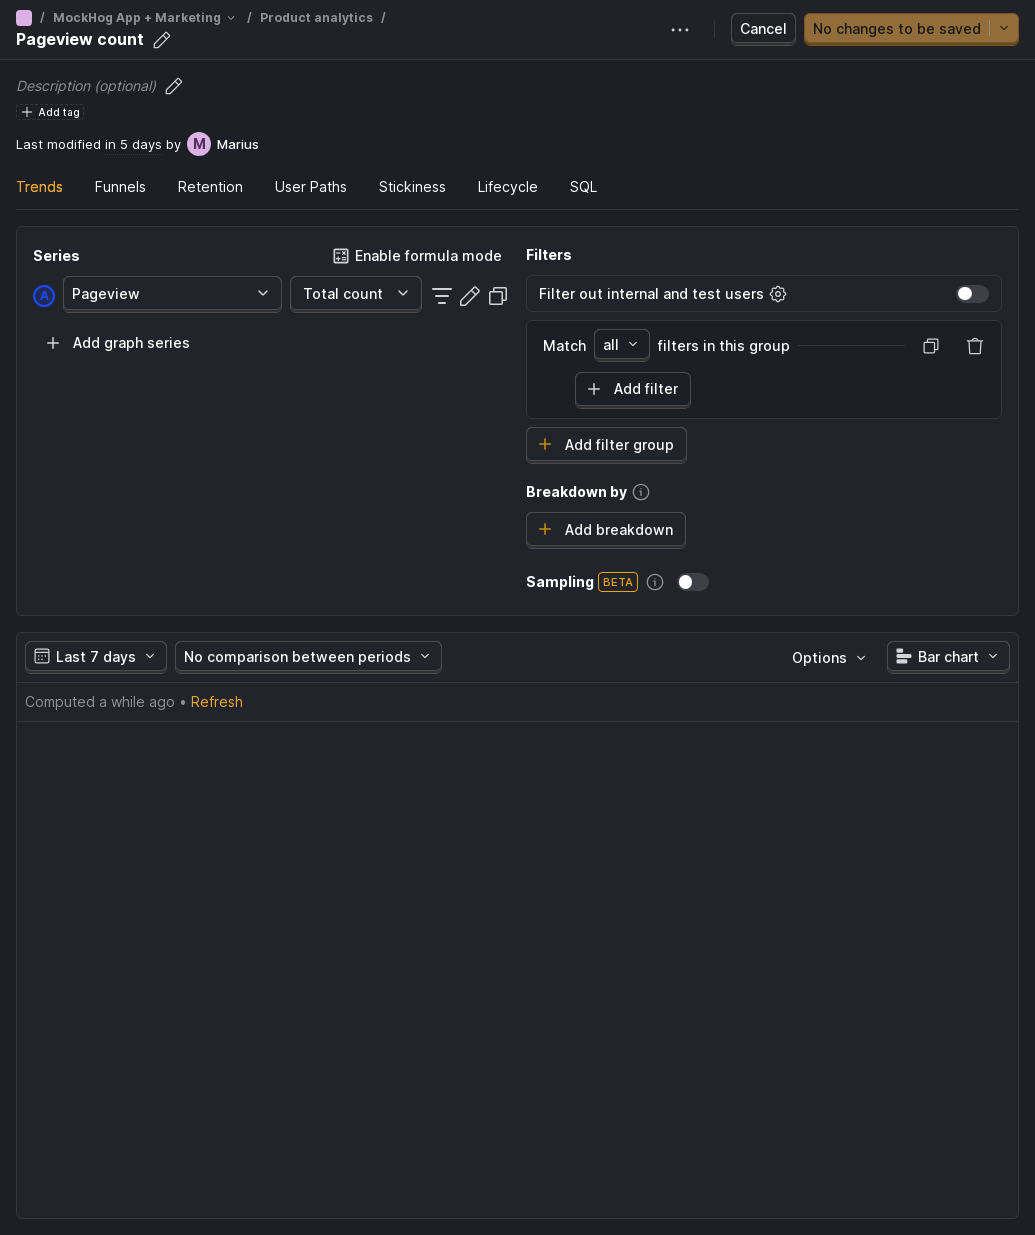 / MockHog App + Marketing / Product analytics /
Pageview count
Cancel
No changes to be saved
Description (optional)
Add tag
Last modified in 5 days by M Marius
Trends Funnels Retention User Paths Stickiness Lifecycle SQL
Series
Enable formula mode
A Pageview Total count
Add graph series
Filters
Filter out internal and test users
Match all filters in this group
Add filter
Add filter group
Breakdown by
Add breakdown
Sampling BETA
Last 7 days No comparison between periods Options Bar chart
Computed a while ago • Refresh